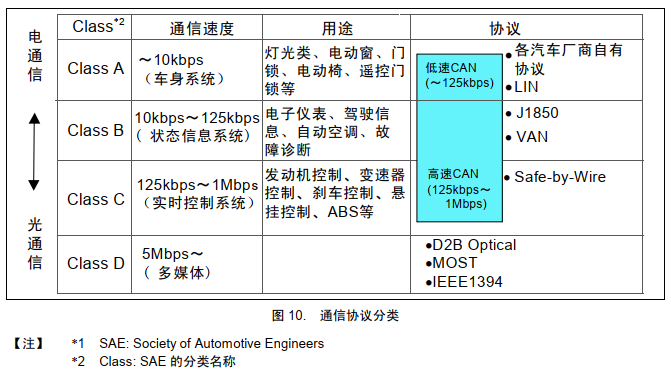 电通信
光通信
Class*2
通信速度
用途
协议
Class A
～10kbps
（车身系统）
灯光类、电动窗、门
锁、电动椅、遥控门
锁等
低速CAN
(～125kbps)
●各汽车厂商自有
协议
●LIN
Class B
10kbps～125kbps
( 状态信息系统）
电子仪表、驾驶信
息、自动空调、故
障诊断
●J1850
●VAN
Class C
125kbps～1Mbps
（实时控制系统）
发动机控制、变速器
控制、刹车控制、悬
挂控制、ABS等
高速CAN
(125kbps～
1Mbps)
●Safe-by-Wire
Class D
5Mbps～
（ 多媒体）
●D2B Optical
●MOST
●IEEE1394
图 10. 通信协议分类
【注】 *1 SAE: Society of Automotive Engineers
*2 Class: SAE 的分类名称